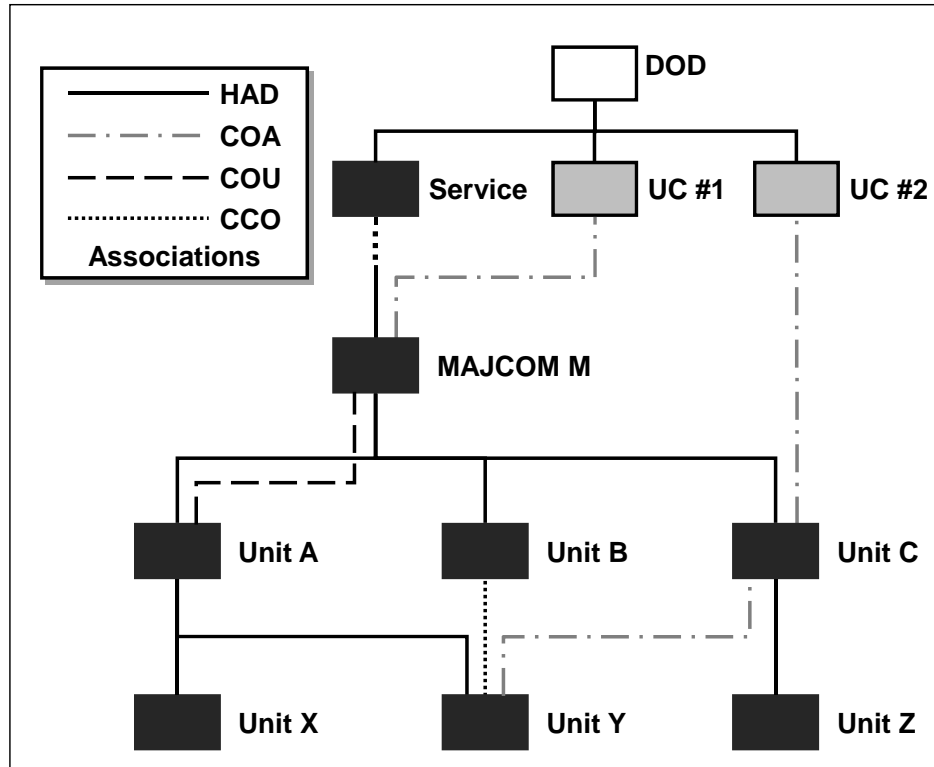 DOD
HAD
COA
COU
CCO
Associations
Service
UC #1
UC #2
MAJCOM M
Unit A
Unit B
Unit C
Unit X
Unit Y
Unit Z